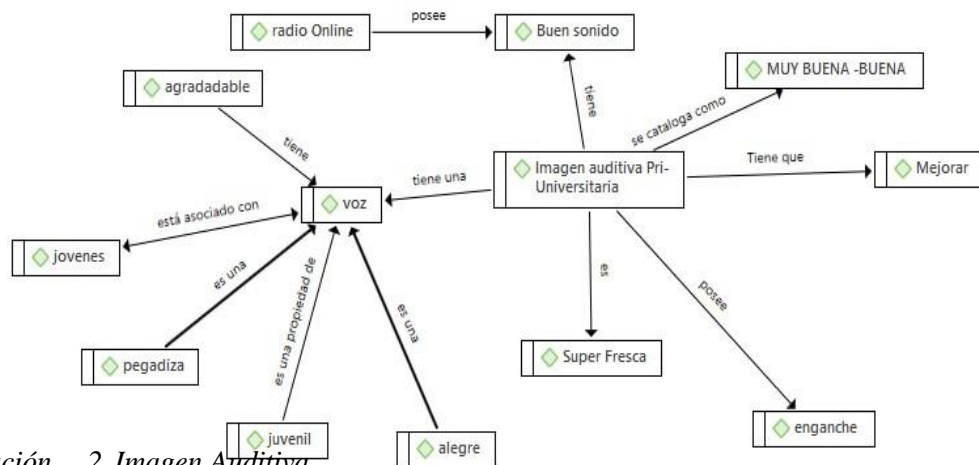 radio Online
posee
Buen sonido
MUY BUENA -BUENA
agradadable
tiene
se cataloga como
tiene
Imagen auditiva Pri-
Universitaria
Tiene que
Mejorar
tiene una
voz
está asociado con
jovenes
es una
es una propiedad de
es una
es
posee
pegadiza
Super Fresca
juvenil
alegre
enganche
ación 2 Imagen Auditiva